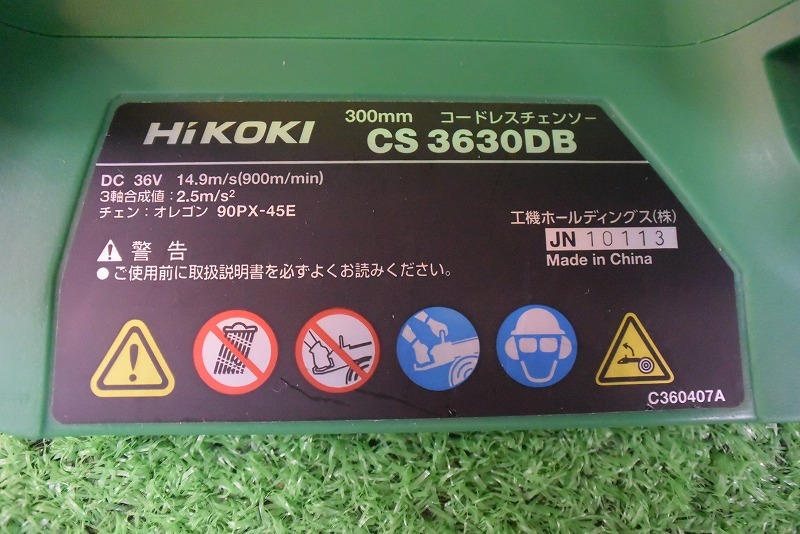 HiKOKI
300mm コードレスチェンソー
CS 3630DB
DC 36V 14.9m/s(900m/min)
3軸合成値:2.5m/s²
チェン:オレゴン 90PX-45E
工機ホールディングス(株)
JN 10113
Made in China
警告
●ご使用前に取扱説明書を必ずよくお読みください。
C360407A